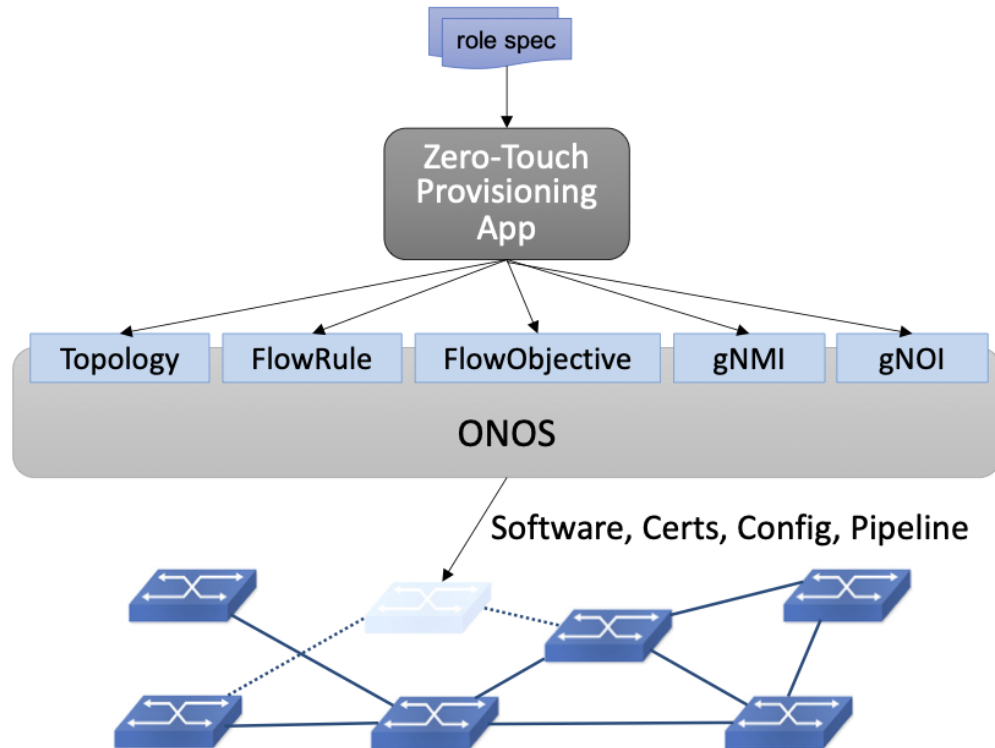 role spec
Zero-Touch
Provisioning
App
Topology
FlowRule
FlowObjective
gNMI
gNOI
ONOS
Software, Certs, Config, Pipeline